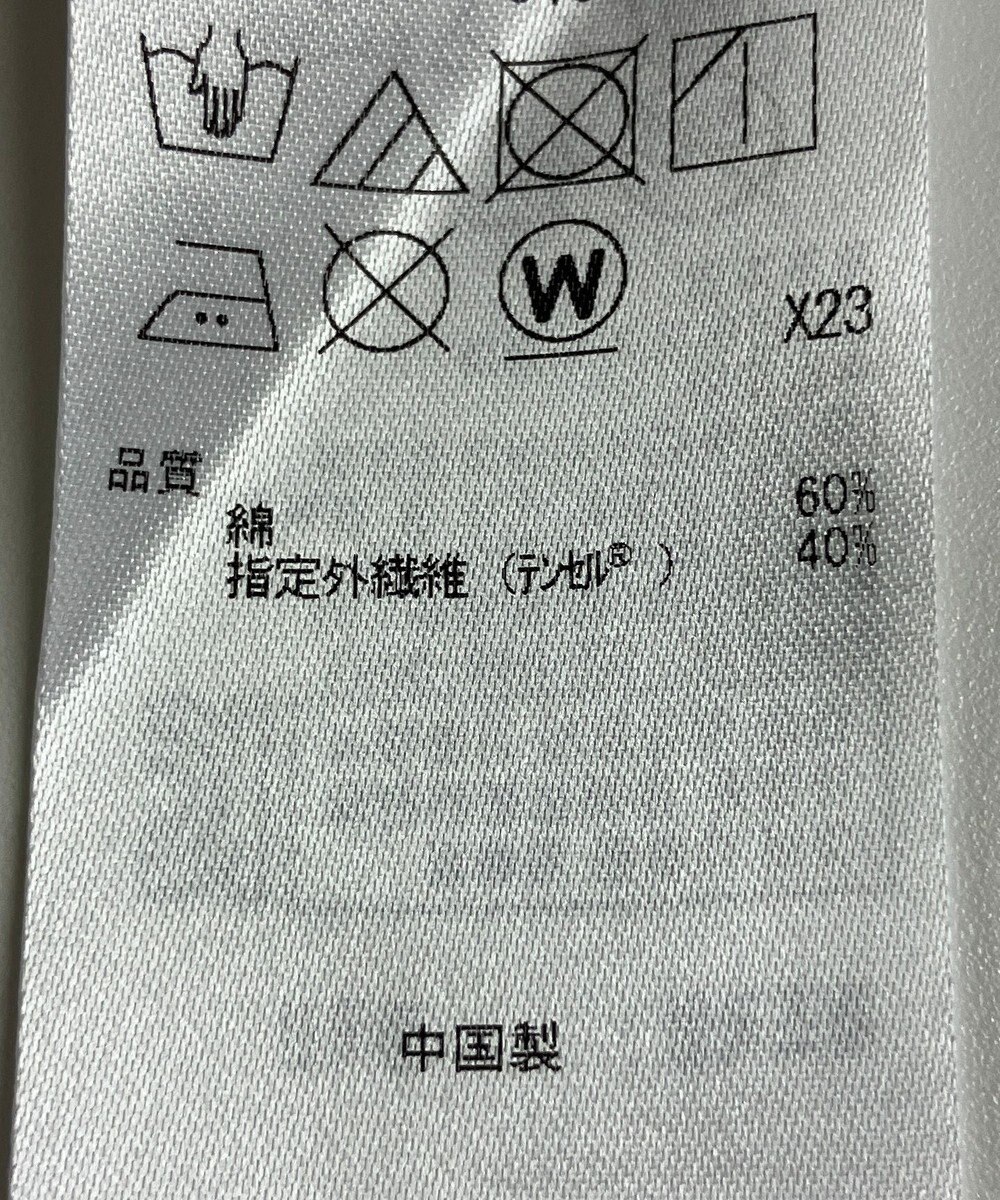 W
X23
品質
綿 60%
指定外繊維（テンセル®） 40%
中国製